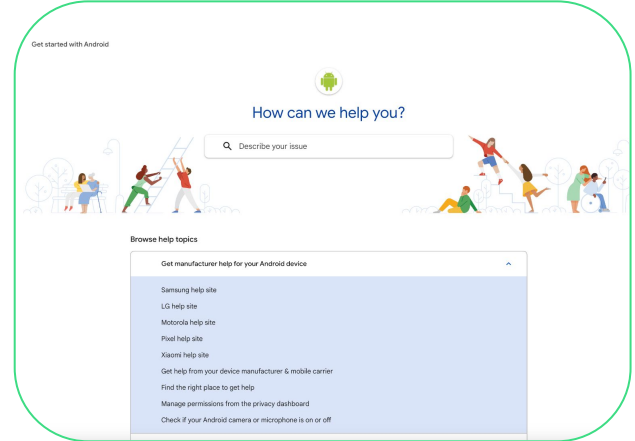 Get started with Android
How can we help you?
Describe your issue
Browse help topics
Get manufacturer help for your Android device
Samsung help site
LG help site
Motorola help site
Pixel help site
Xiaomi help site
Get help from your device manufacturer & mobile carrier
Find the right place to get help
Manage permissions from the privacy dashboard
Check if your Android camera or microphone is on or off